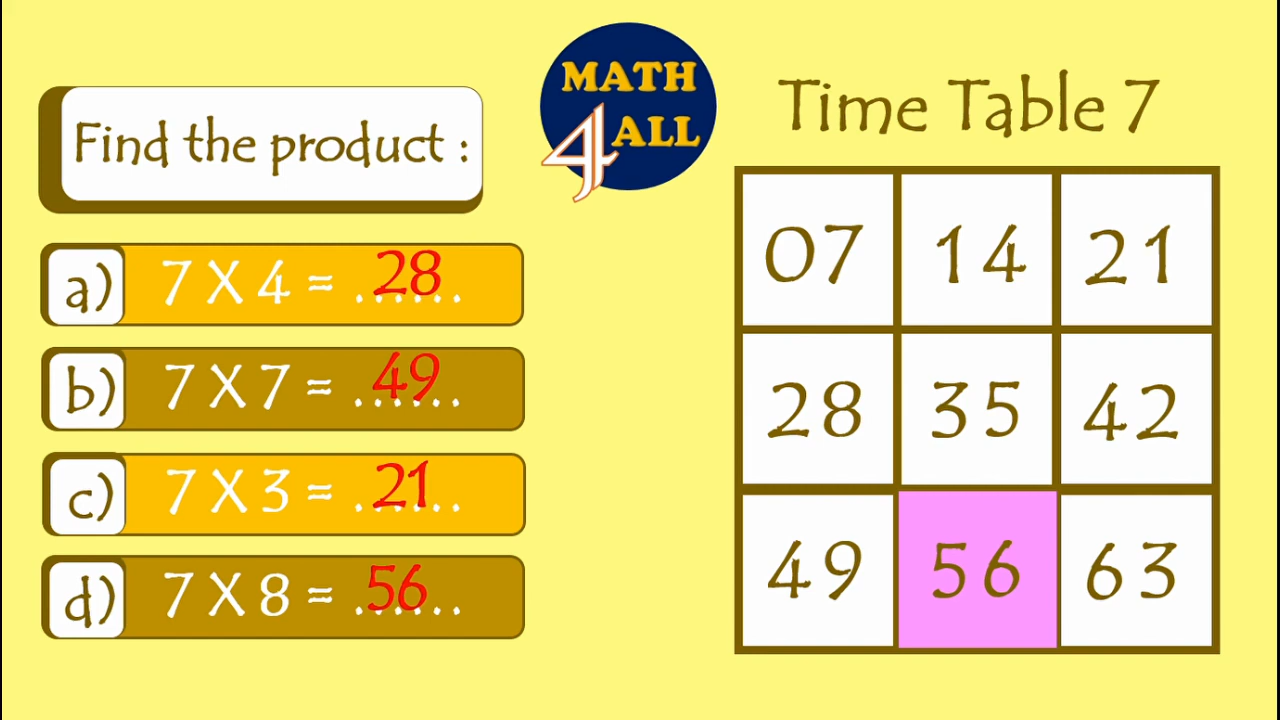 MATH
4 ALL
Find the product :
a) 7 X 4 = ...28...
b) 7 X 7 = ...49...
c) 7 X 3 = ...21...
d) 7 X 8 = ...56...
Time Table 7
07 14 21
28 35 42
49 56 63